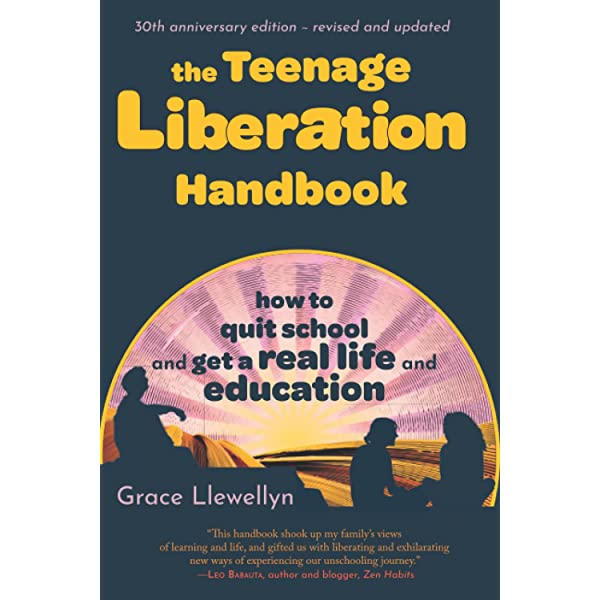 30th anniversary edition ~ revised and updated
the Teenage
Liberation
Handbook
how to
quit school
and get a real life and
education
Grace Llewellyn
"This handbook shook up my family's views
of learning and life, and gifted us with liberating and exhilarating
new ways of experiencing our unschooling journey."
—Leo Babauta, author and blogger, Zen Habits